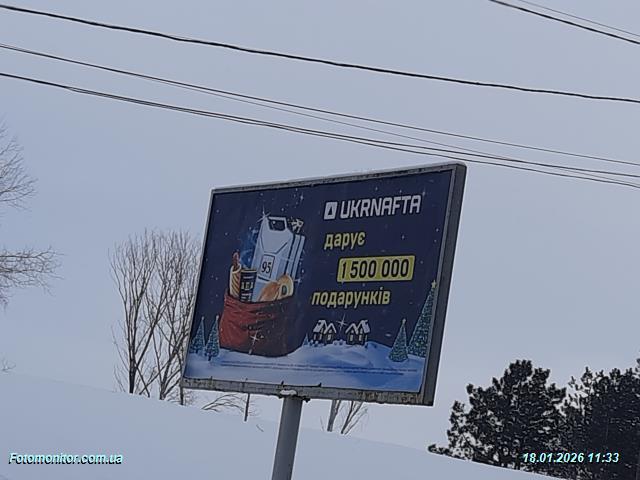 UKRNAFTA
дарує
1 500 000
подарунків
95
Fotomonitor.com.ua
18.01.2026 11:33